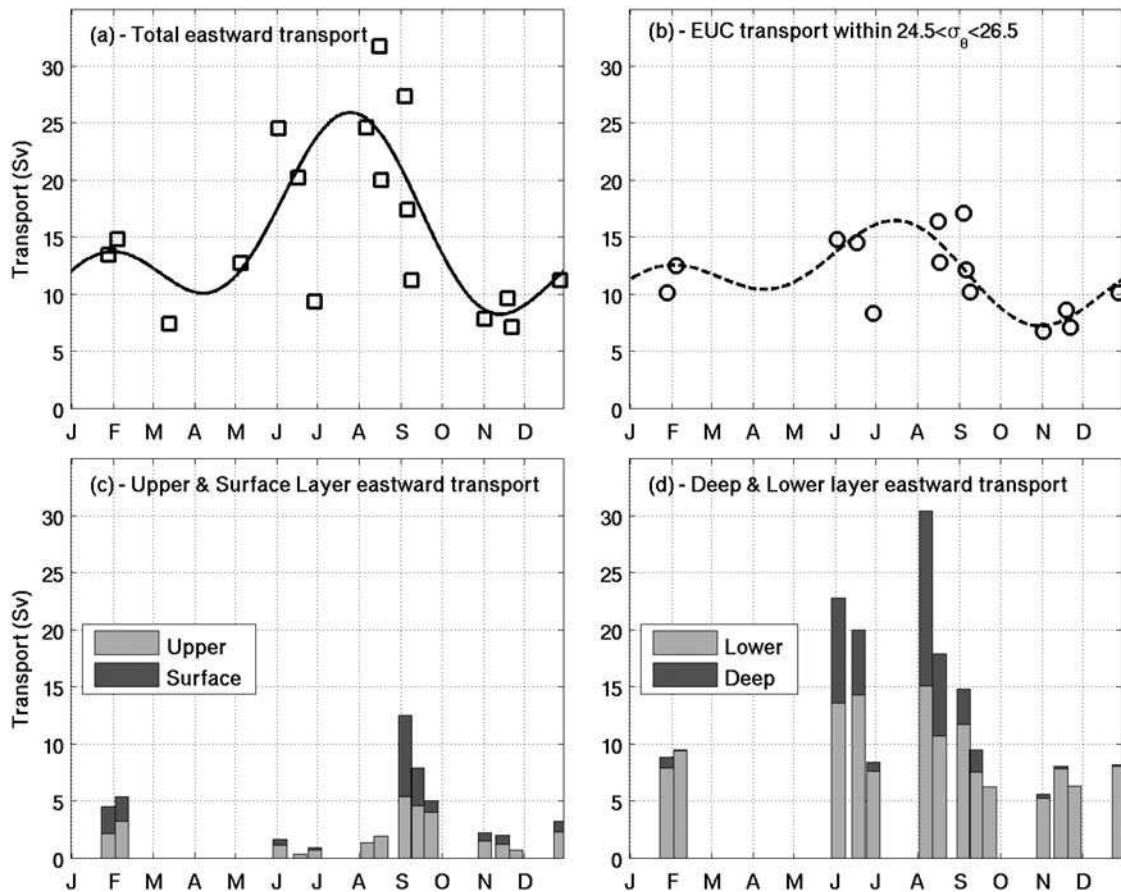 (a) - Total eastward transport
30
25
20
15
10
5
0
Transport (Sv)
J F M A M J J A S O N D
(b) - EUC transport within 24.5<σθ<26.5
30
25
20
15
10
5
0
J F M A M J J A S O N D
(c) - Upper & Surface Layer eastward transport
30
25
20
15
10
5
0
Transport (Sv)
Upper
Surface
J F M A M J J A S O N D
(d) - Deep & Lower layer eastward transport
30
25
20
15
10
5
0
Lower
Deep
J F M A M J J A S O N D